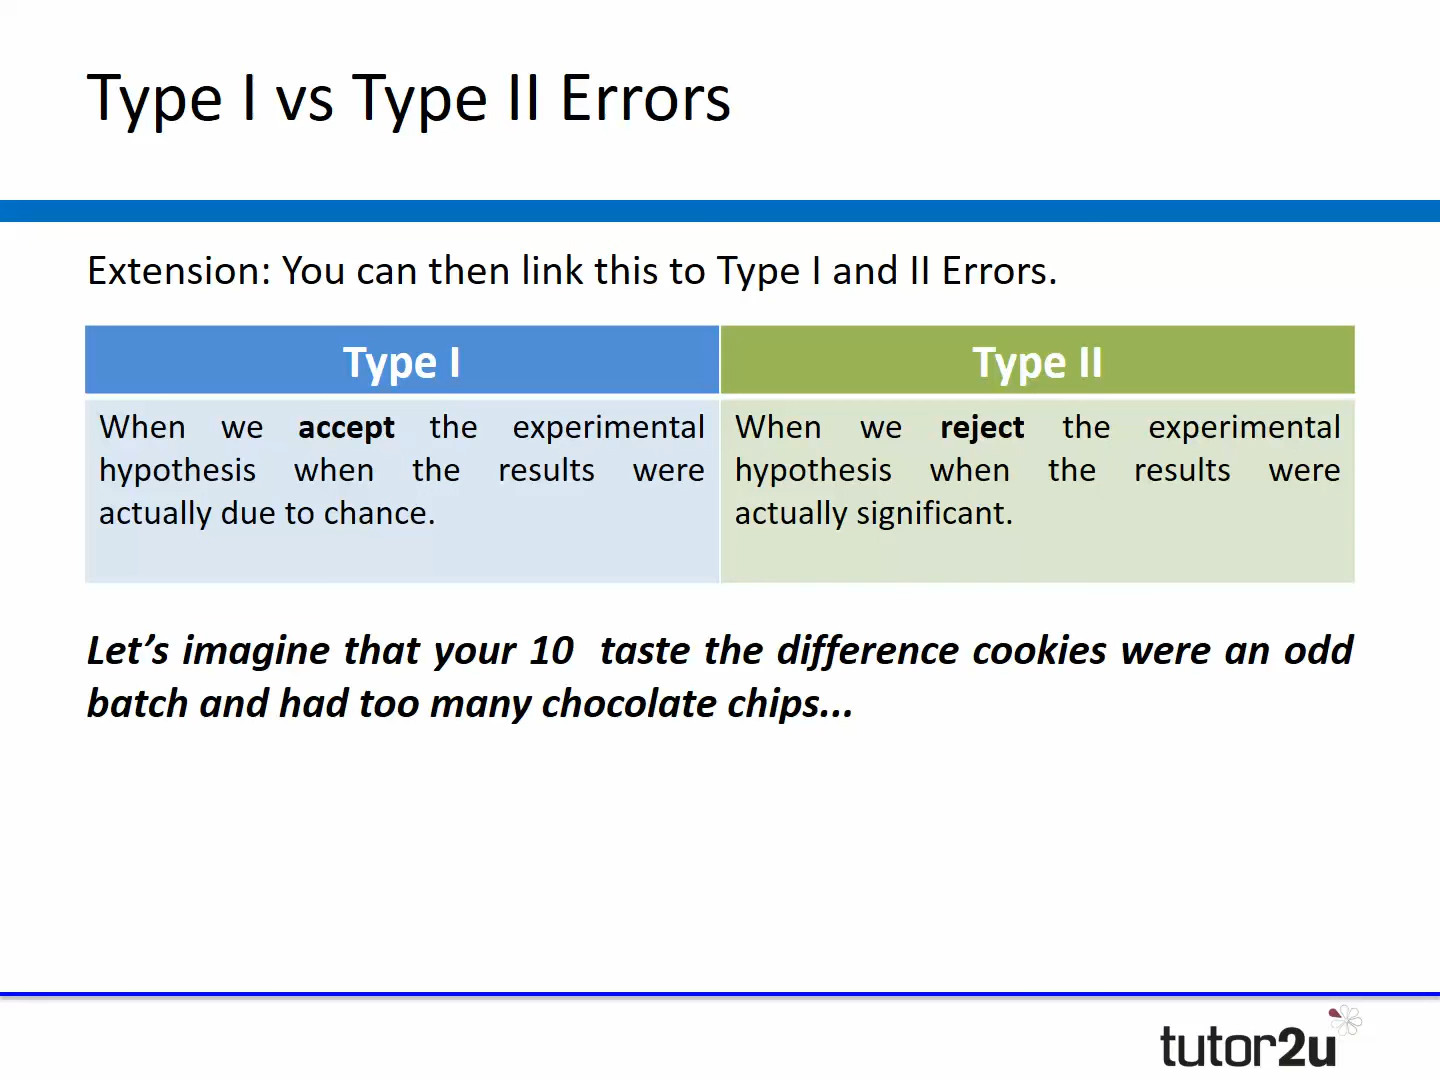 Type I vs Type II Errors
Extension: You can then link this to Type I and II Errors.
Type I
When we accept the experimental
hypothesis when the results were
actually due to chance.
Type II
When we reject the experimental
hypothesis when the results were
actually significant.
Let’s imagine that your 10  taste the difference cookies were an odd
batch and had too many chocolate chips...
tutor2u